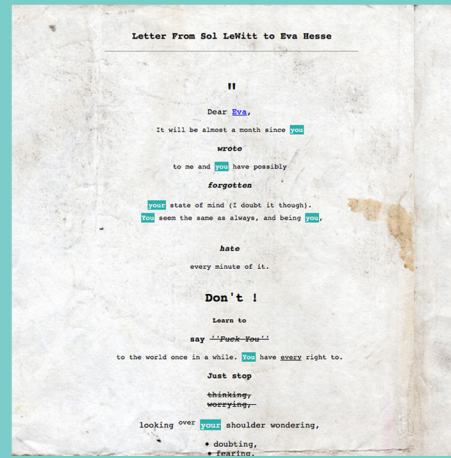 Letter From Sol LeWitt to Eva Hesse
"
Dear Eva,
It will be almost a month since you
wrote
to me and you have possibly
forgotten
your state of mind (I doubt it though).
You seem the same as always, and being you,
hate
every minute of it.
Don't !
Learn to
say ''Fuck You''
to the world once in a while. You have every right to.
Just stop
thinking,
worrying,
looking over your shoulder wondering,
• doubting,
• fearing.